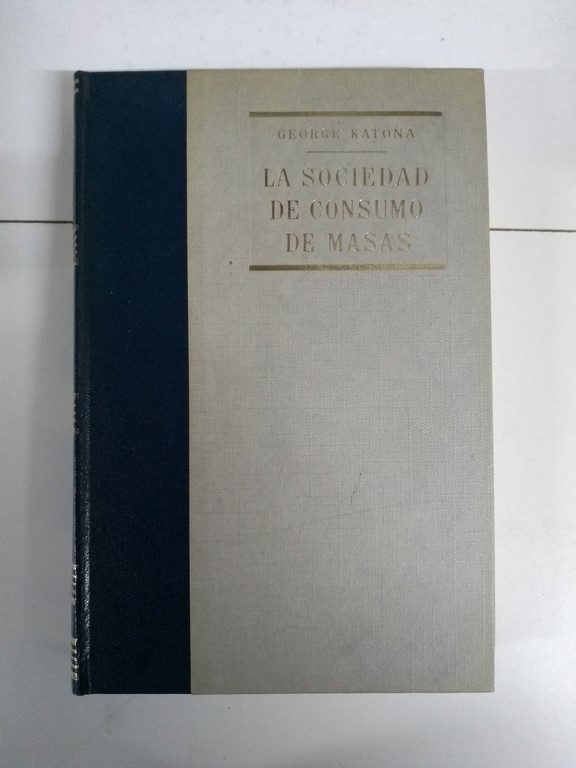 GEORGE KATONA
LA SOCIEDAD
DE CONSUMO
DE MASAS